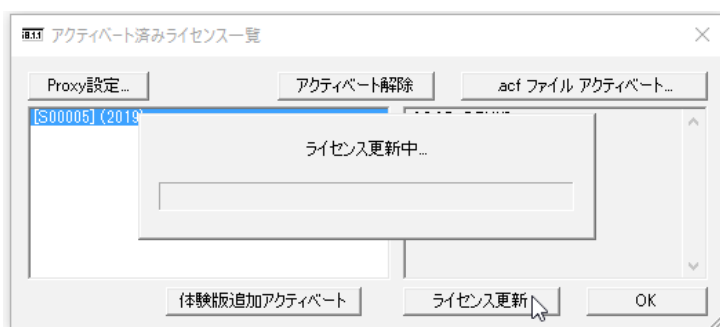 アクティベート済みライセンス一覧
Proxy設定...
アクティベート解除
.acf ファイル アクティベート...
[S00005] (2019
ライセンス更新中...
体験版追加アクティベート
ライセンス更新
OK